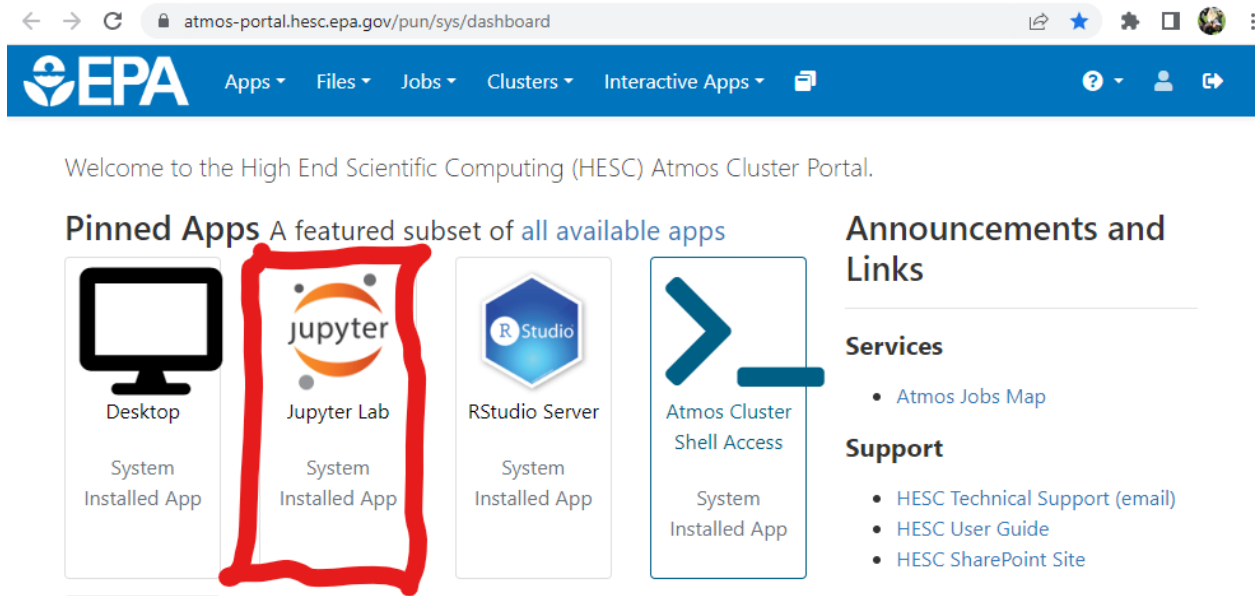 atmos-portal.hesc.epa.gov/pun/sys/dashboard
EPA Apps Files Jobs Clusters Interactive Apps
Welcome to the High End Scientific Computing (HESC) Atmos Cluster Portal.
Pinned Apps A featured subset of all available apps
jupyter
R Studio
Desktop
System
Installed App
Jupyter Lab
System
Installed App
RStudio Server
System
Installed App
Atmos Cluster
Shell Access
System
Installed App
Announcements and
Links
Services
Atmos Jobs Map
Support
HESC Technical Support (email)
HESC User Guide
HESC SharePoint Site